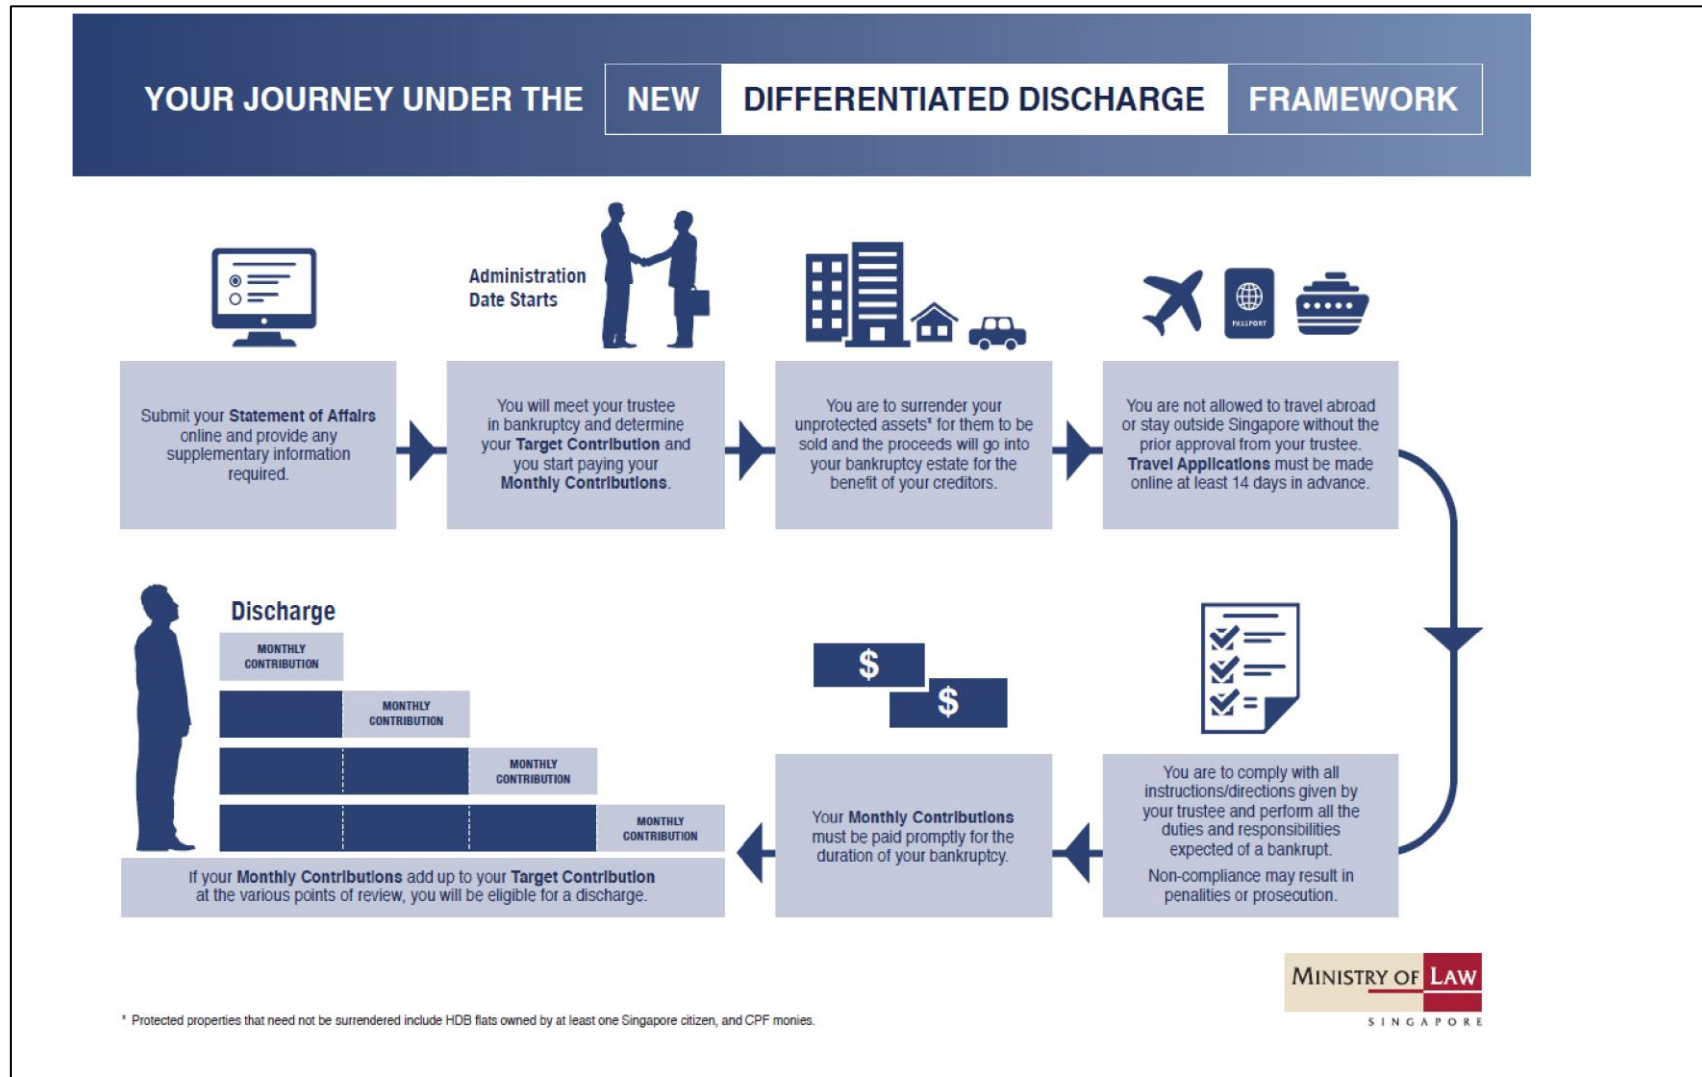 YOUR JOURNEY UNDER THE NEW DIFFERENTIATED DISCHARGE FRAMEWORK
Submit your Statement of Affairs
online and provide any
supplementary information
required.
Administration
Date Starts
You will meet your trustee
in bankruptcy and determine
your Target Contribution and
you start paying your
Monthly Contributions.
You are to surrender your
unprotected assets* for them to be
sold and the proceeds will go into
your bankruptcy estate for the
benefit of your creditors.
PASSPORT
You are not allowed to travel abroad
or stay outside Singapore without the
prior approval from your trustee.
Travel Applications must be made
online at least 14 days in advance.
You are to comply with all
instructions/directions given by
your trustee and perform all the
duties and responsibilities
expected of a bankrupt.
Non-compliance may result in
penalities or prosecution.
$
$
Your Monthly Contributions
must be paid promptly for the
duration of your bankruptcy.
Discharge
MONTHLY
CONTRIBUTION
MONTHLY
CONTRIBUTION
MONTHLY
CONTRIBUTION
MONTHLY
CONTRIBUTION
If your Monthly Contributions add up to your Target Contribution
at the various points of review, you will be eligible for a discharge.
MINISTRY OF LAW
SINGAPORE
* Protected properties that need not be surrendered include HDB flats owned by at least one Singapore citizen, and CPF monies.